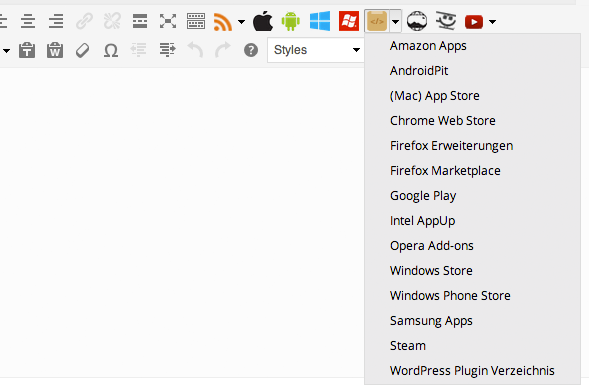 Styles
Amazon Apps
AndroidPit
(Mac) App Store
Chrome Web Store
Firefox Erweiterungen
Firefox Marketplace
Google Play
Intel AppUp
Opera Add-ons
Windows Store
Windows Phone Store
Samsung Apps
Steam
WordPress Plugin Verzeichnis